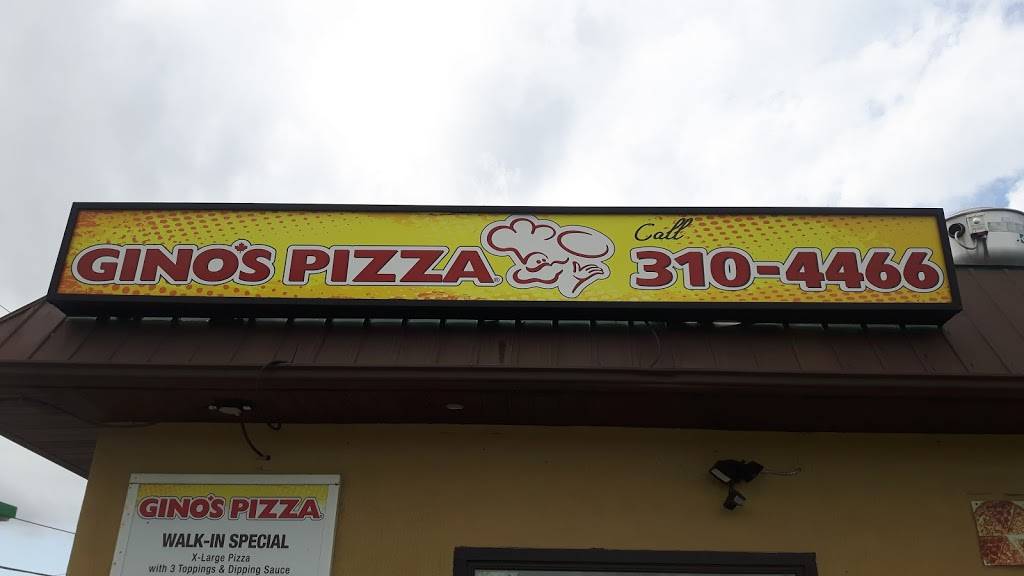 GINO'S PIZZA
Call
310-4466
GINO'S PIZZA
WALK-IN SPECIAL
X-Large Pizza
with 3 Toppings & Dipping Sauce